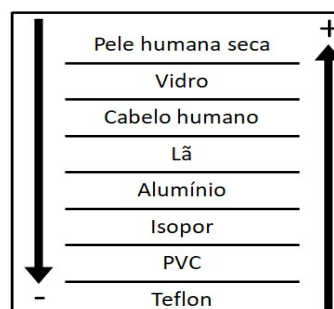 +
Pele humana seca
Vidro
Cabelo humano
Lã
Alumínio
Isopor
PVC
- Teflon